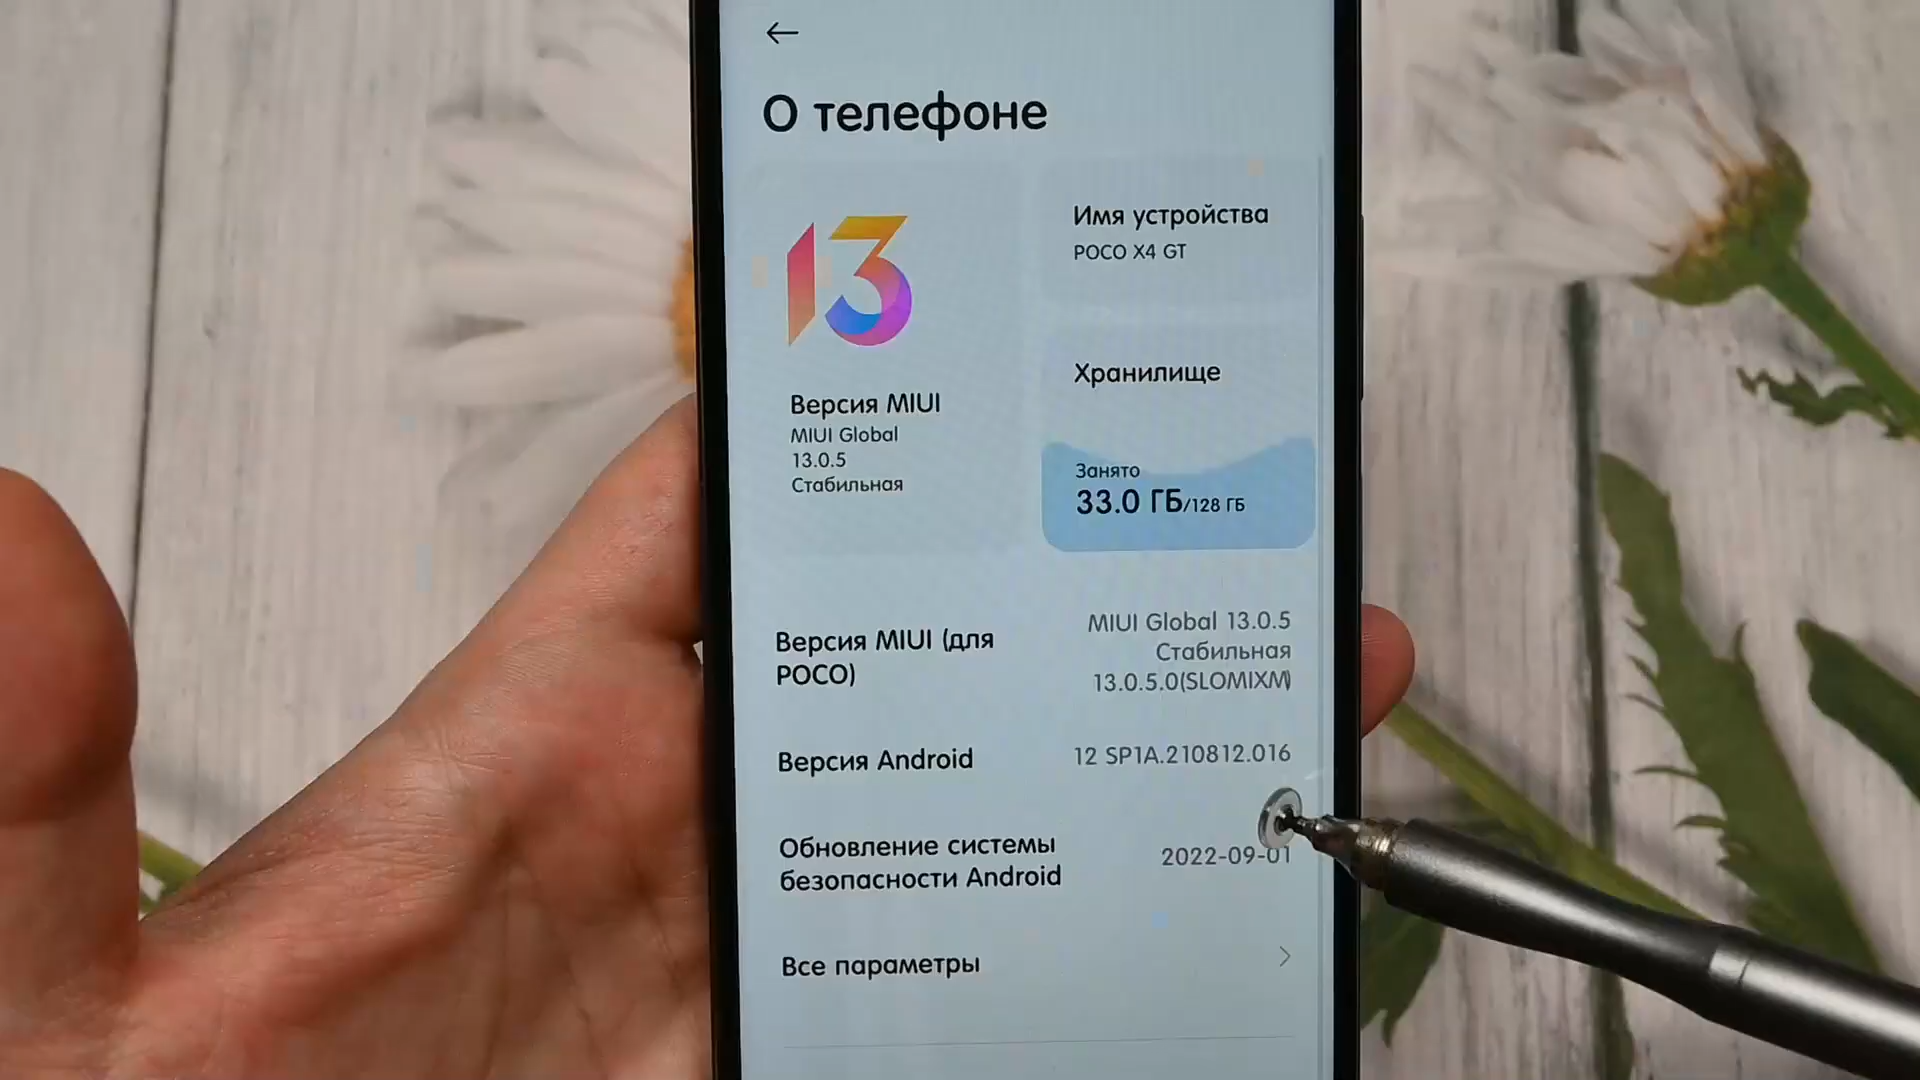 О телефоне
13
Версия MIUI
MIUI Global
13.0.5
Стабильная
Имя устройства
POCO X4 GT
Хранилище
Занято
33.0 ГБ/128 ГБ
Версия MIUI (для
POCO)
MIUI Global 13.0.5
Стабильная
13.0.5.0(SLOMIXM)
Версия Android
12 SP1A.210812.016
Обновление системы
безопасности Android
2022-09-01
Все параметры